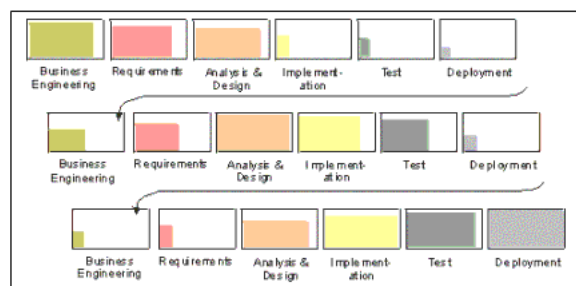 Business
Engineering
Requirements
Analysis &
Design
Implement-
ation
Test
Deployment
Business
Engineering
Requirements
Analysis &
Design
Implement-
ation
Test
Deployment
Business
Engineering
Requirements
Analysis &
Design
Implement-
ation
Test
Deployment